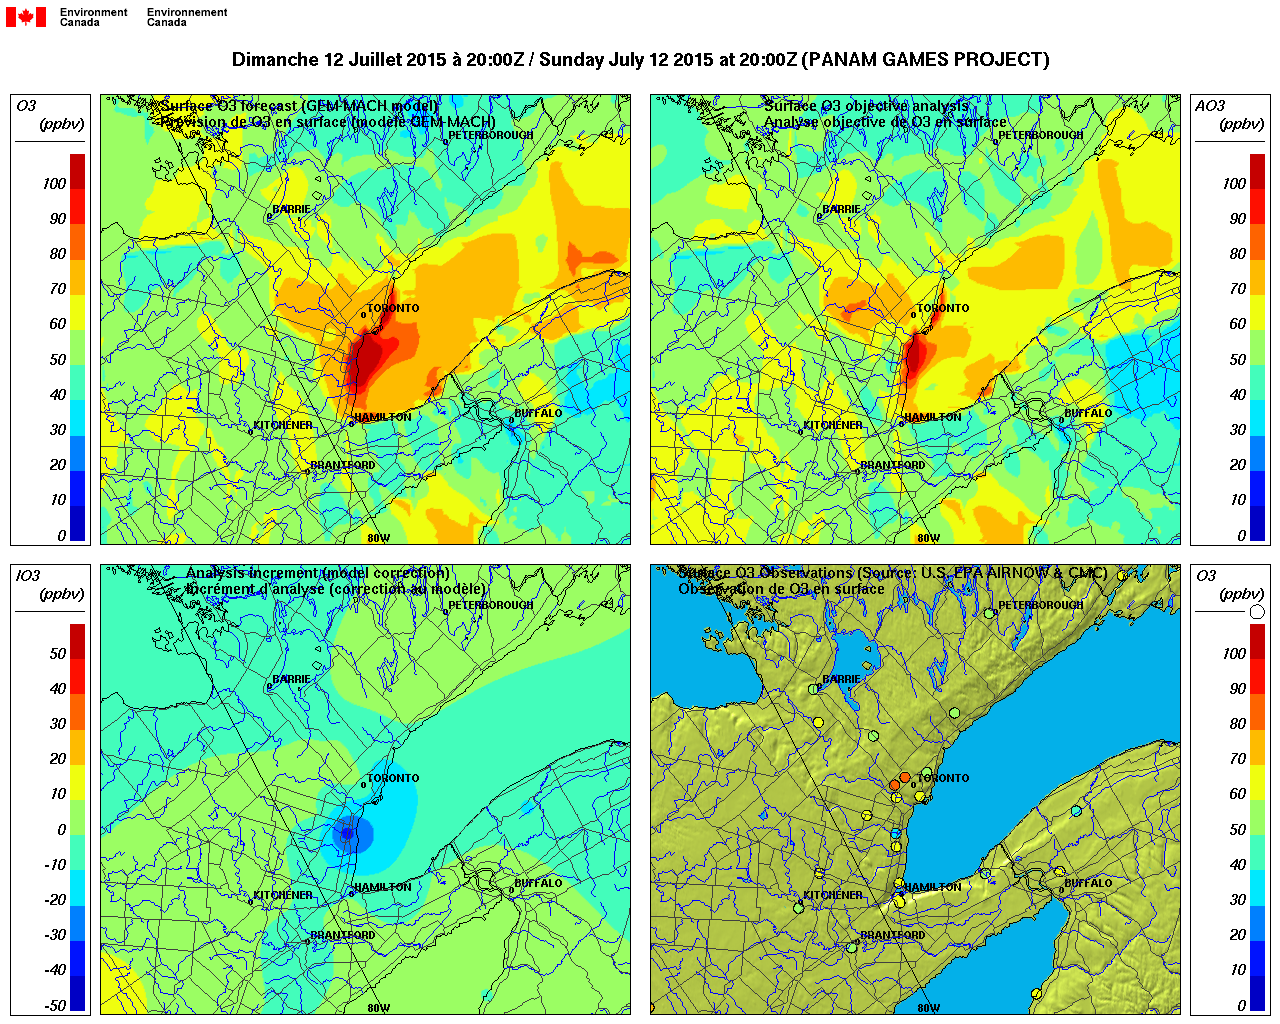 Environment Environnement
Canada Canada
Dimanche 12 Juillet 2015 à 20:00Z / Sunday July 12 2015 at 20:00Z (PANAM GAMES PROJECT)
O3
(ppbv)
100
90
80
70
60
50
40
30
20
10
0
Surface O3 forecast (GEM-MACH model)
Prévision de O3 en surface (modèle GEM-MACH)
PETERBOROUGH
BARRIE
TORONTO
HAMILTON
KITCHENER
BUFFALO
BRANTFORD
80W
Surface O3 objective analysis
Analyse objective de O3 en surface
PETERBOROUGH
BARRIE
TORONTO
HAMILTON
KITCHENER
BUFFALO
BRANTFORD
80W
AO3
(ppbv)
100
90
80
70
60
50
40
30
20
10
0
IO3
(ppbv)
50
40
30
20
10
0
-10
-20
-30
-40
-50
Analysis increment (model correction)
Incrément d'analyse (correction au modèle)
PETERBOROUGH
BARRIE
TORONTO
HAMILTON
KITCHENER
BUFFALO
BRANTFORD
80W
Surface O3 Observations (Source: U.S. EPA AIRNOW & CMC)
Observation de O3 en surface
PETERBOROUGH
BARRIE
TORONTO
HAMILTON
KITCHENER
BUFFALO
BRANTFORD
80W
O3
(ppbv)
100
90
80
70
60
50
40
30
20
10
0